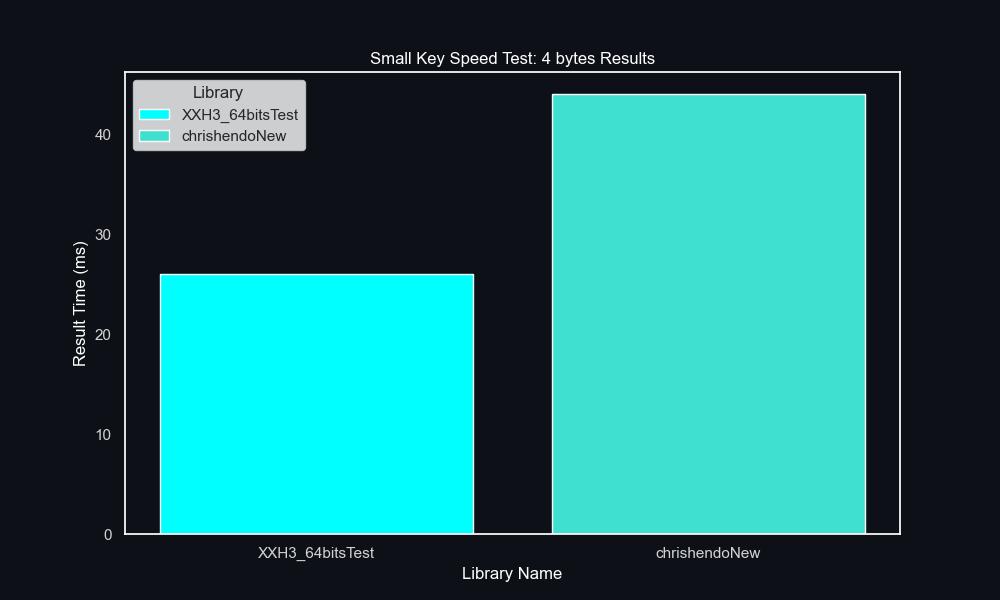 Small Key Speed Test: 4 bytes Results
Library
XXH3_64bitsTest
chrishendoNew
40
30
20
10
0
Result Time (ms)
XXH3_64bitsTest
chrishendoNew
Library Name